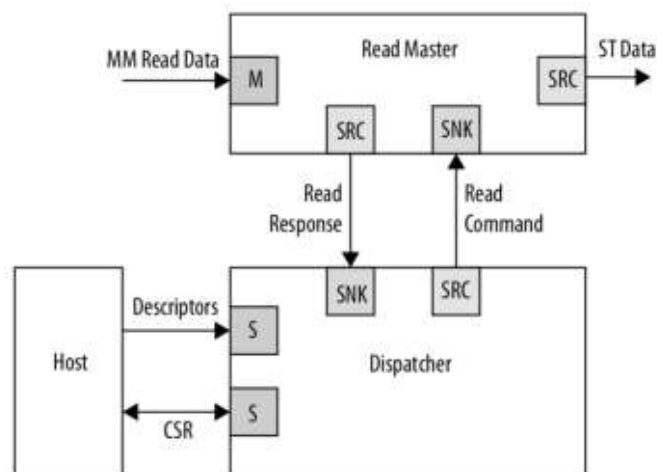 MM Read Data
M
Read Master
SRC
ST Data
SRC
SNK
Read
Response
Read
Command
SNK
SRC
Host
Descriptors
S
Dispatcher
CSR
S